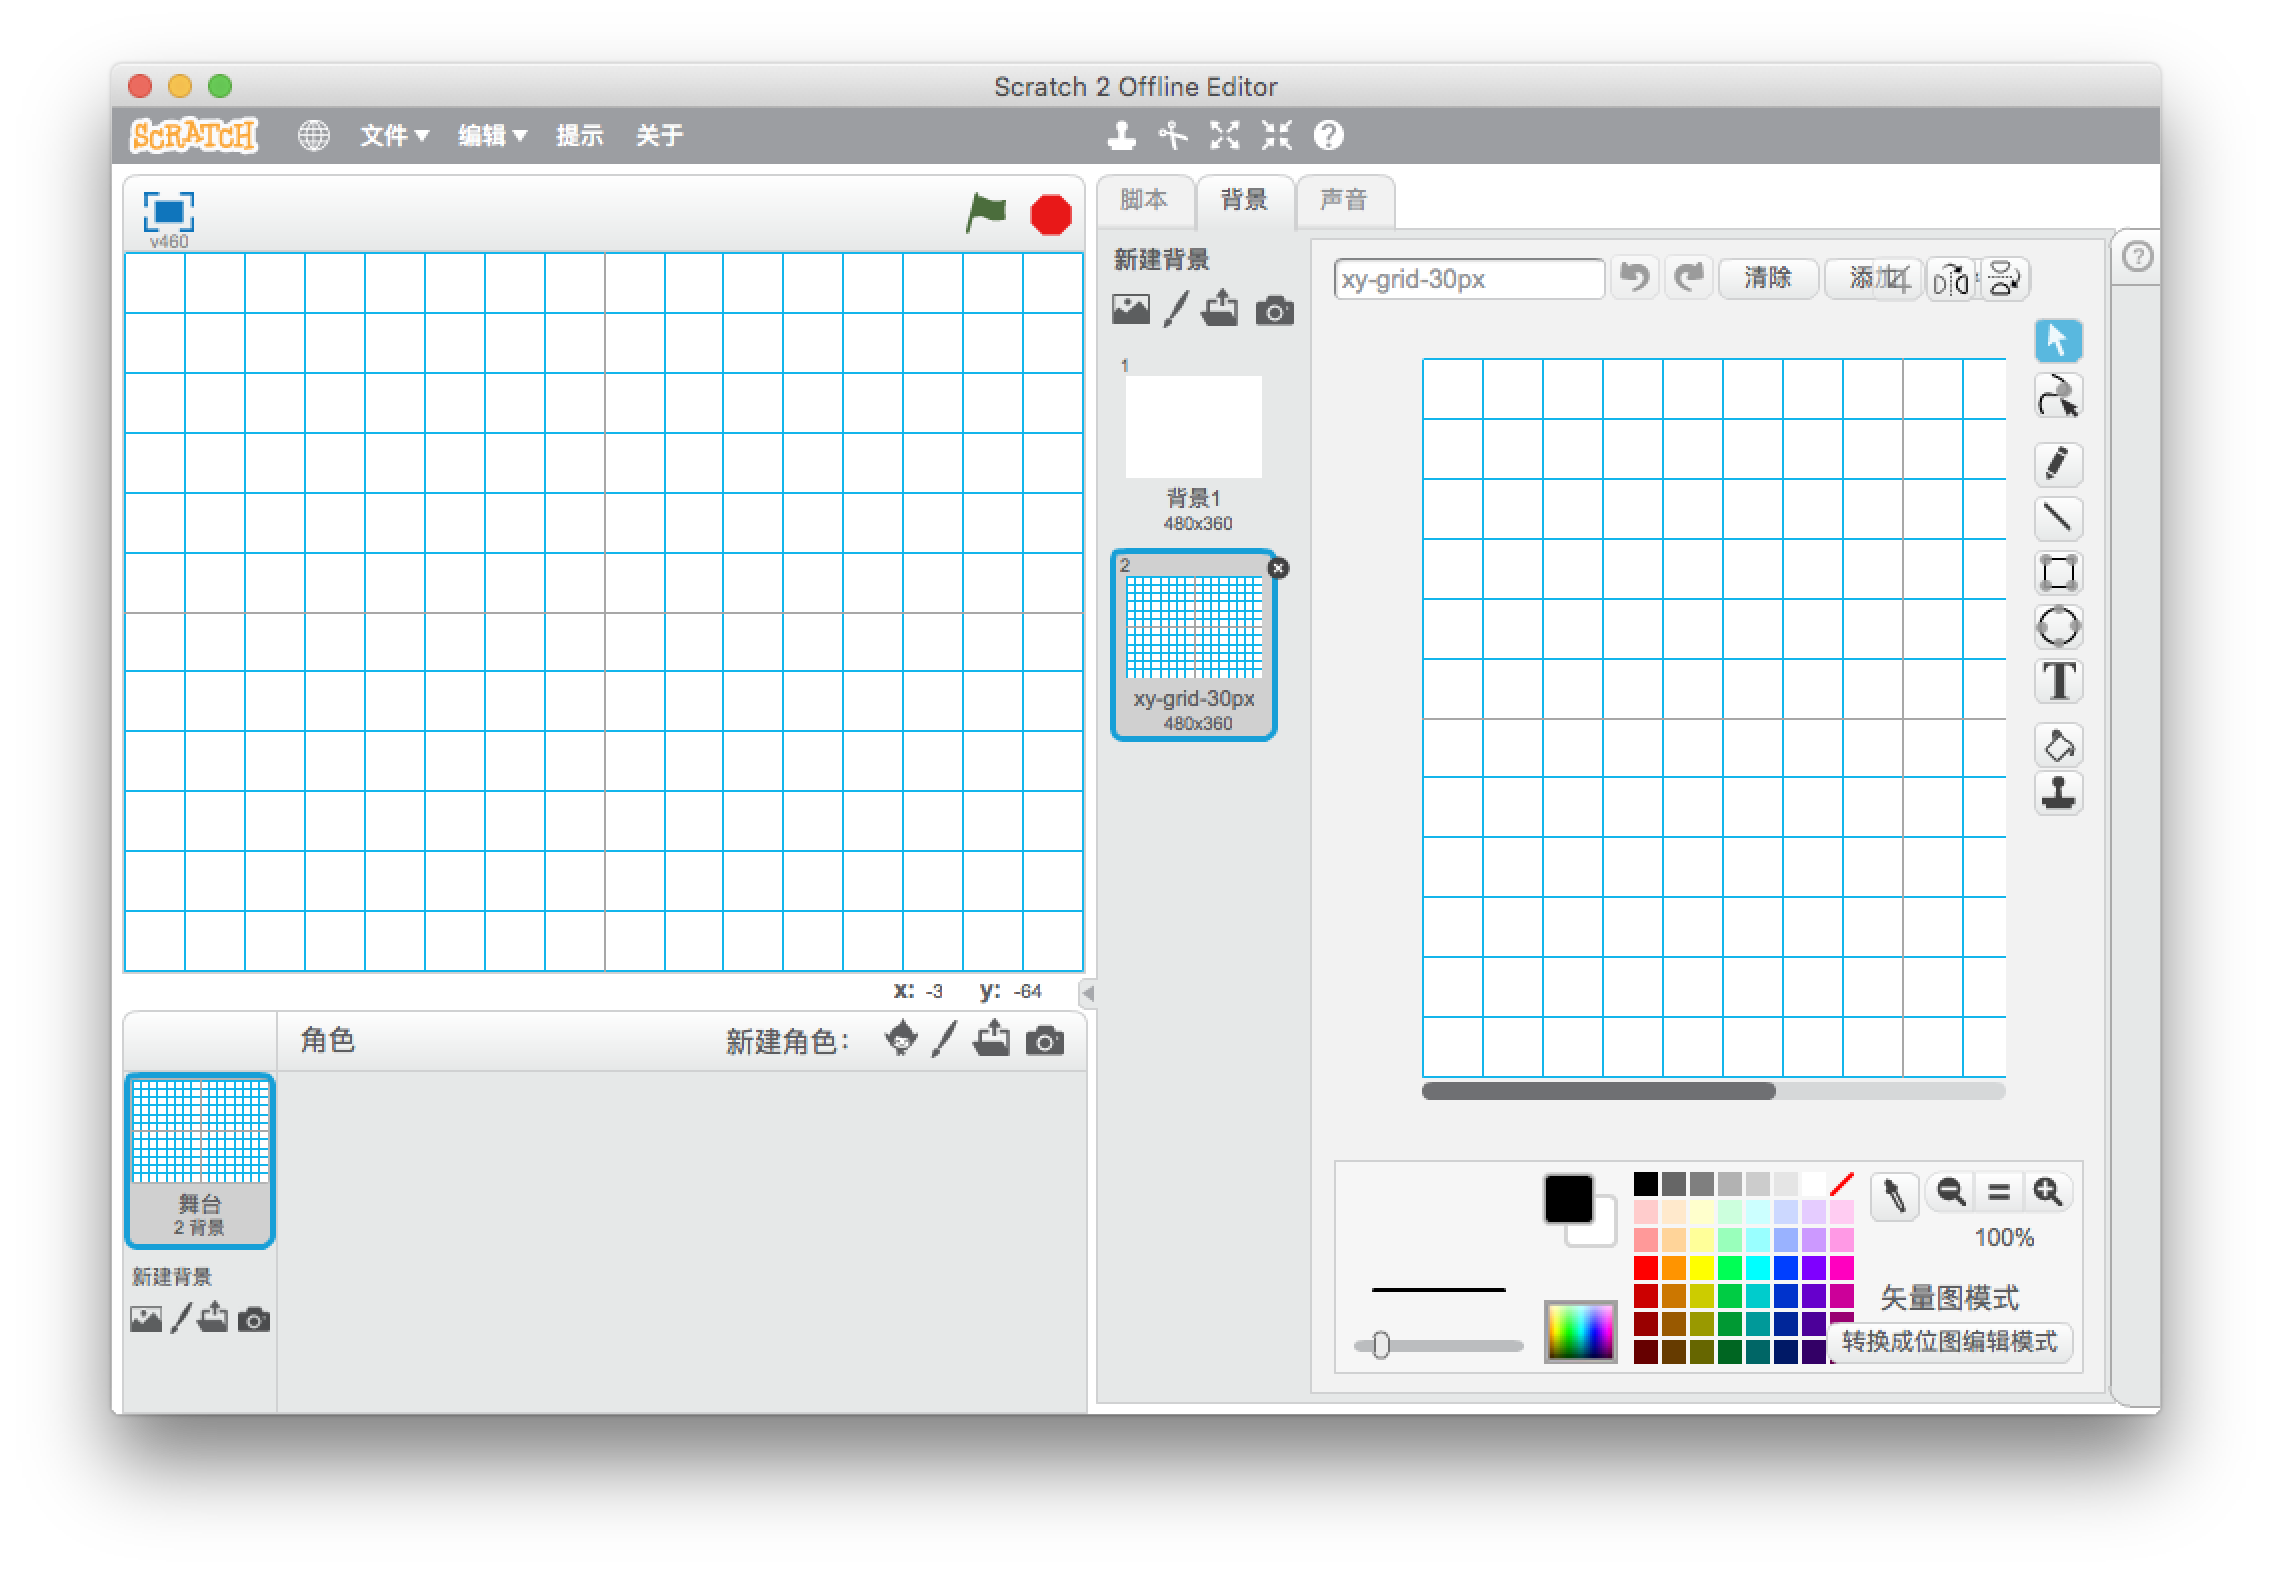 Scratch 2 Offline Editor
SCRATCH 文件 编辑 提示 关于
v460
脚本 背景 声音
新建背景
xy-grid-30px 清除 添加
1
背景1
480x360
2
xy-grid-30px
480x360
x: -3 y: -64
角色 新建角色:
舞台
2 背景
新建背景
T
100%
矢量图模式
转换成位图编辑模式